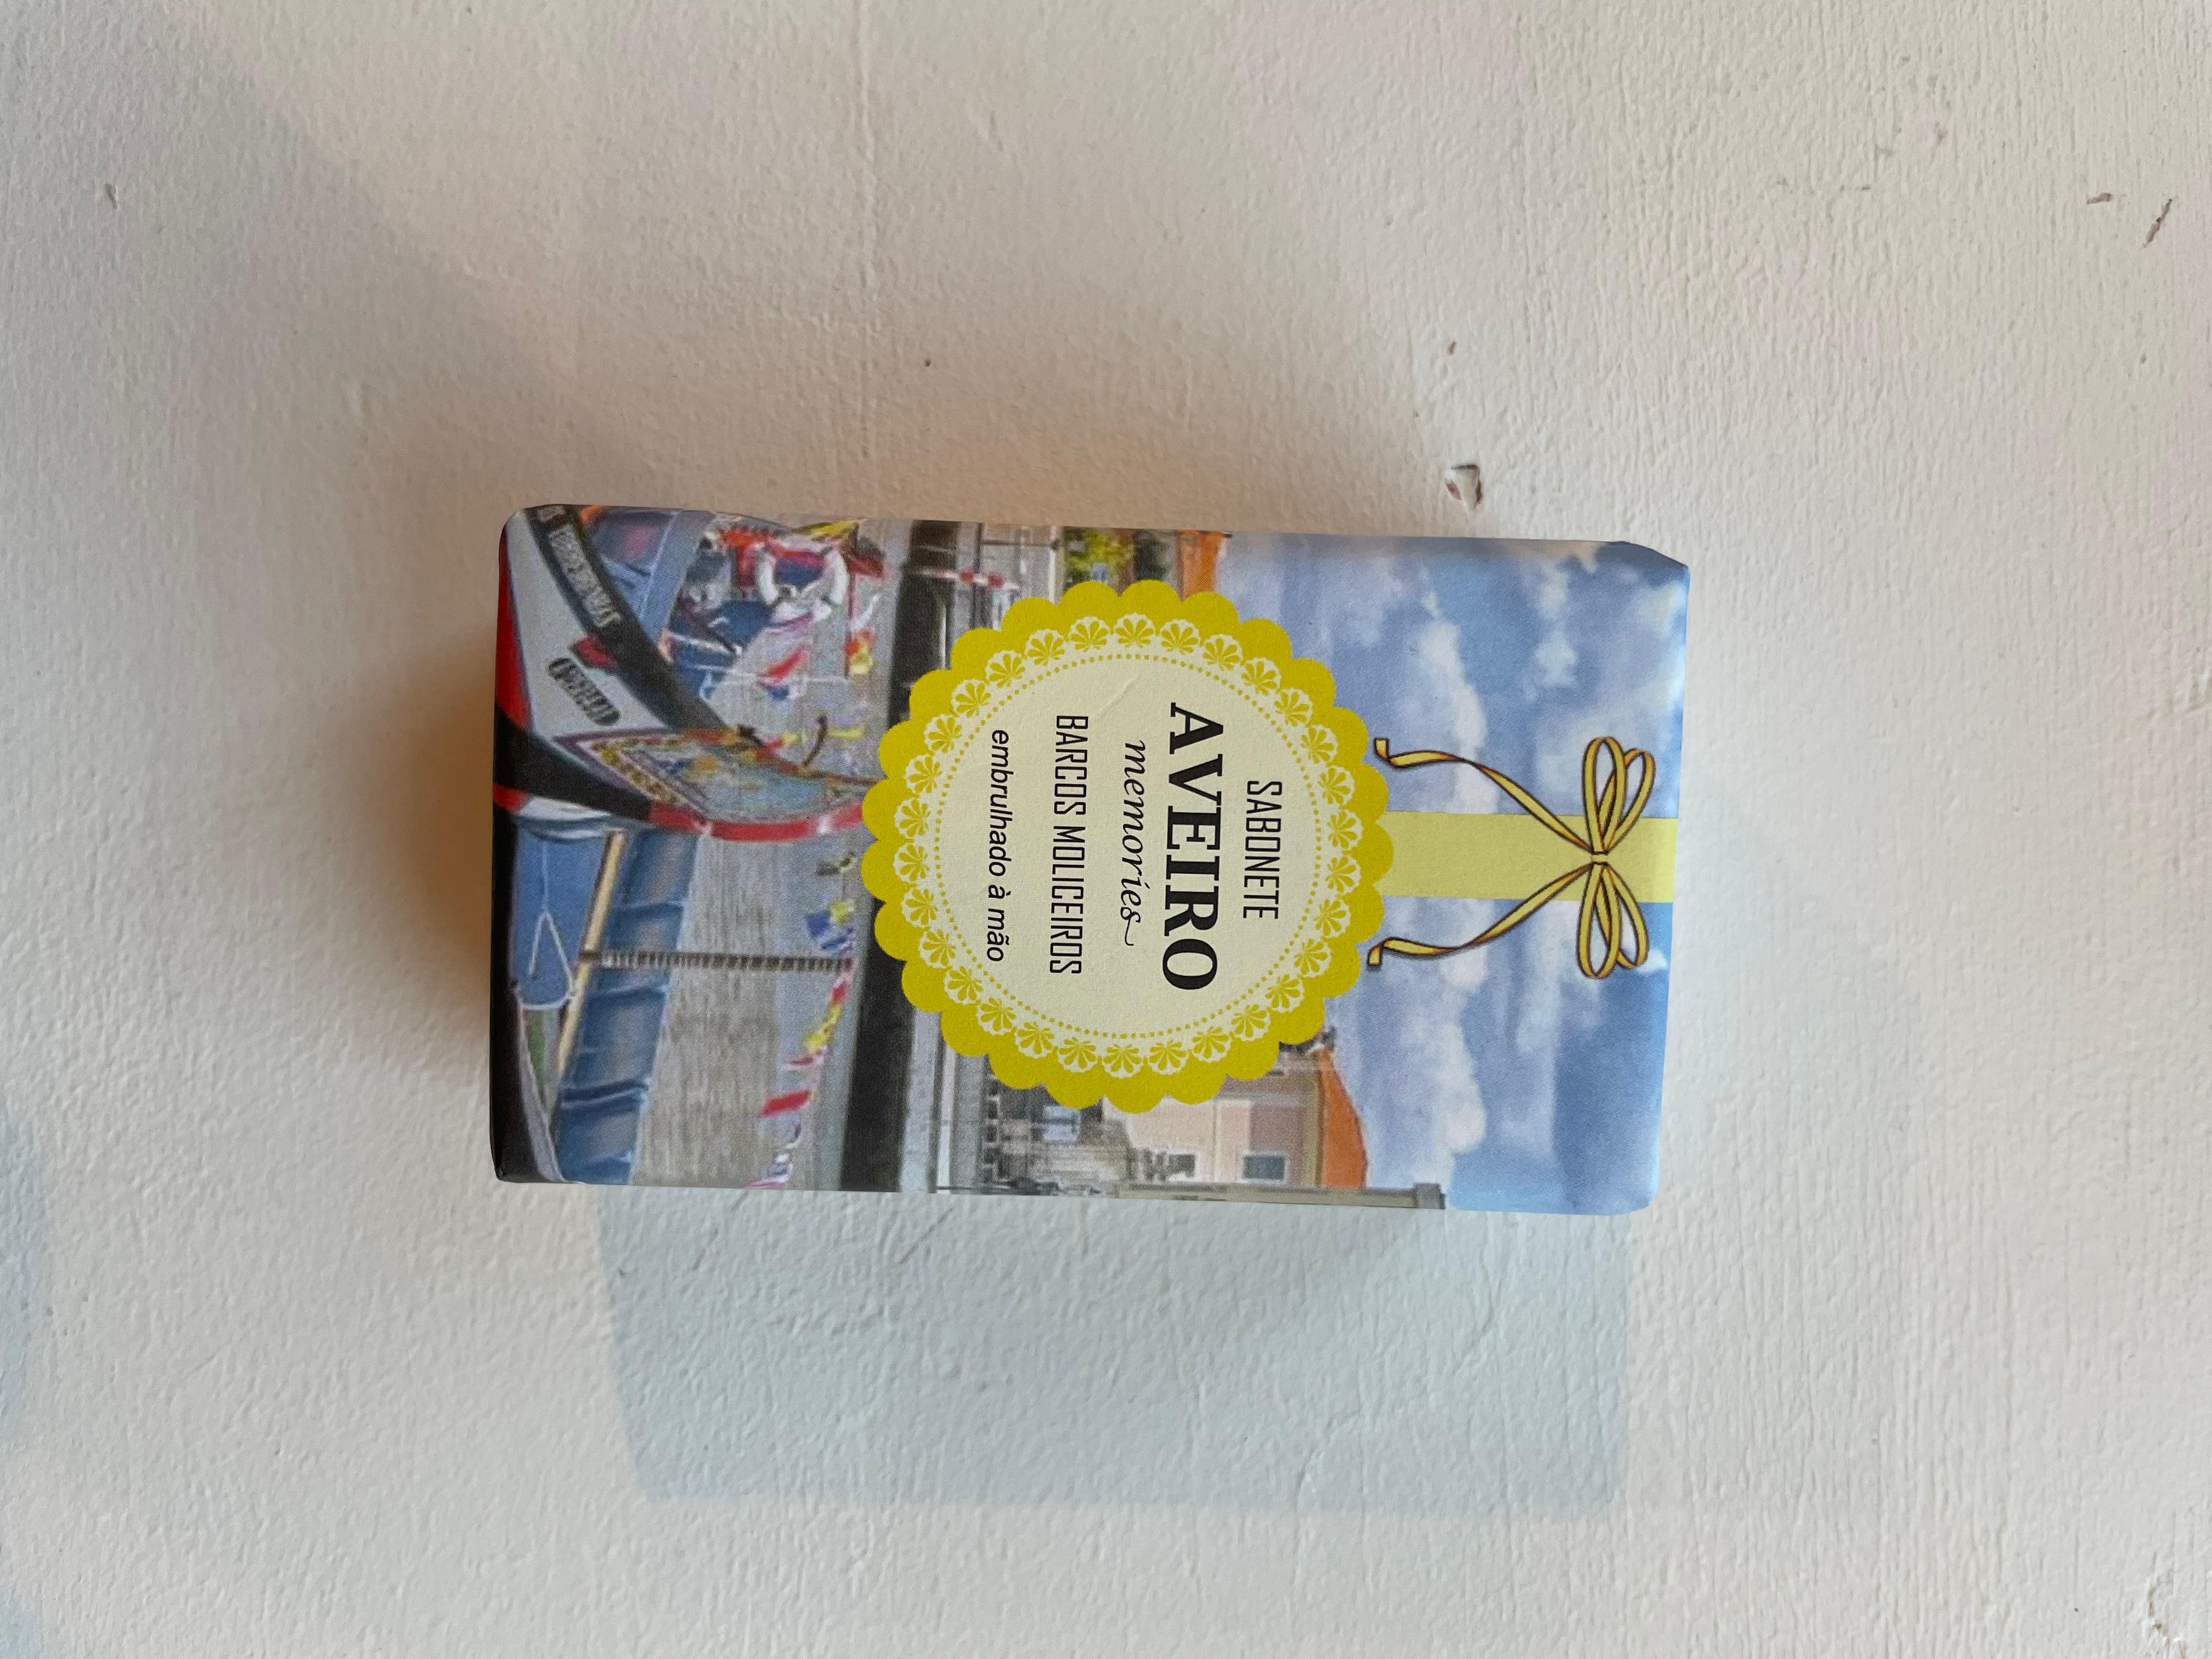 SABONETE
AVEIRO
memories
BARCOS MOLICEIROS
embrulhado à mão